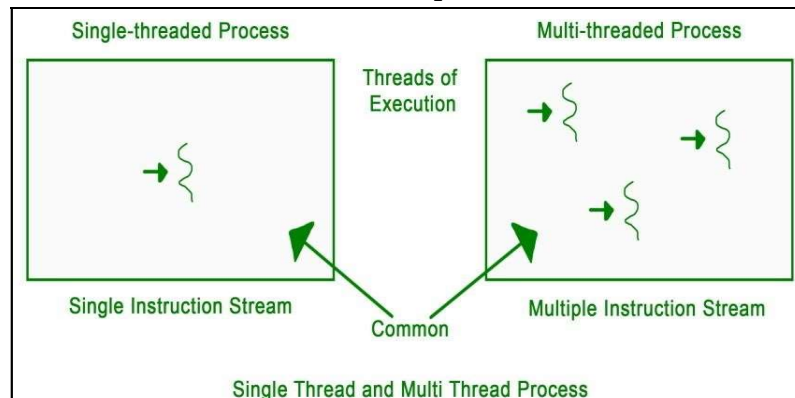 Single-threaded Process
Multi-threaded Process
Threads of
Execution
Single Instruction Stream
Multiple Instruction Stream
Common
Single Thread and Multi Thread Process